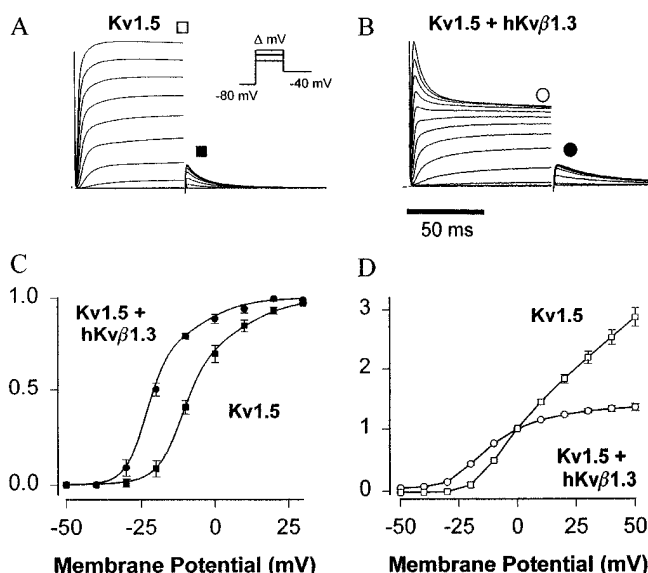 A
Kv1.5
Δ mV
-80 mV
-40 mV
B
Kv1.5 + hKvβ1.3
50 ms
C
1.0
0.5
0.0
Kv1.5 +
hKvβ1.3
Kv1.5
-50
-25
0
25
Membrane Potential (mV)
D
3
2
1
0
Kv1.5
Kv1.5 +
hKvβ1.3
-50
-25
0
25
50
Membrane Potential (mV)